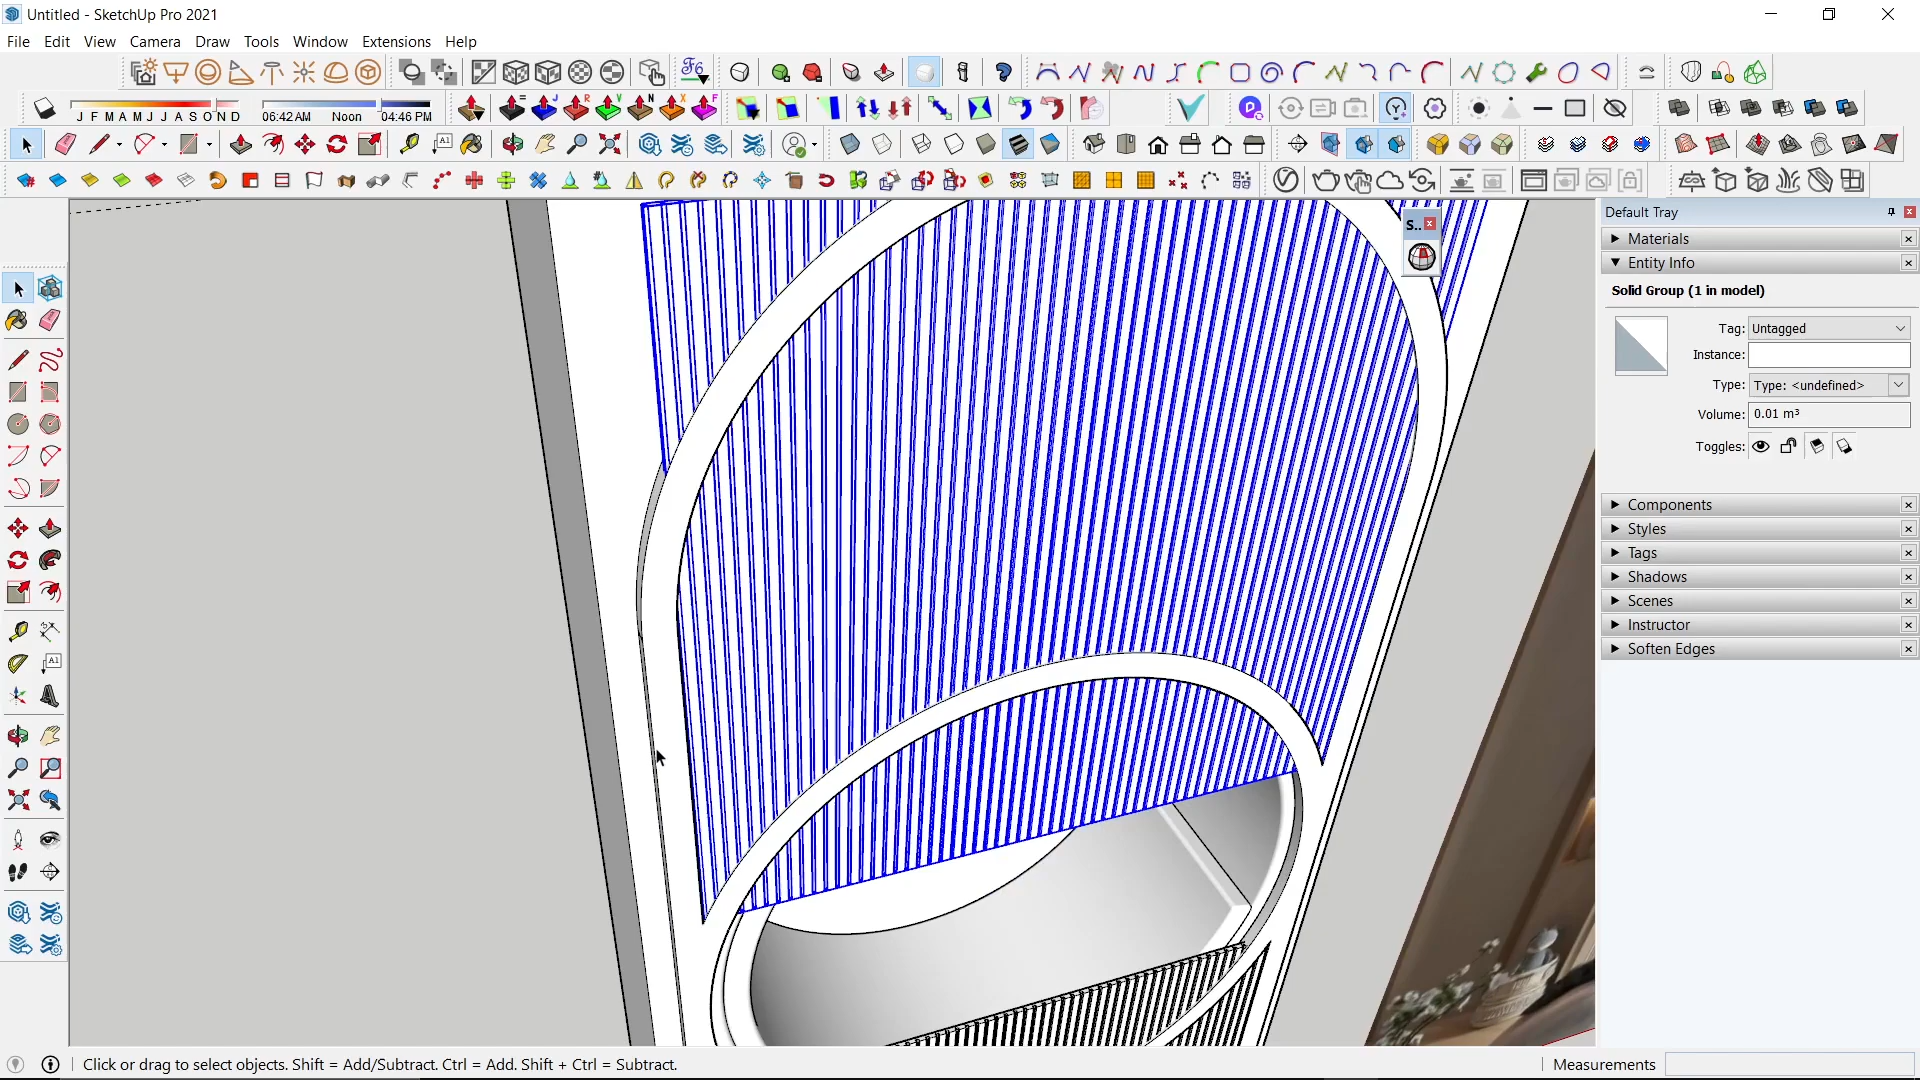 Untitled - SketchUp Pro 2021
File Edit View Camera Draw Tools Window Extensions Help
J F M A M J J A S O N D
06:42 AM Noon 04:46 PM
Default Tray
Materials
Entity Info
Solid Group (1 in model)
Tag: Untagged
Instance:
Type: Type: <undefined>
Volume: 0.01 m³
Toggles:
Components
Styles
Tags
Shadows
Scenes
Instructor
Soften Edges
S..
Click or drag to select objects. Shift = Add/Subtract. Ctrl = Add. Shift + Ctrl = Subtract.
Measurements